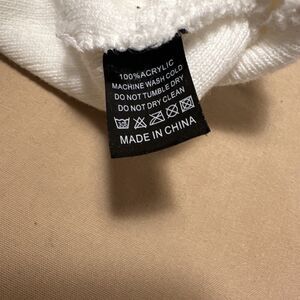 100%ACRYLIC
MACHINE WASH COLD
DO NOT TUMBLE DRY
DO NOT DRY CLEAN
MADE IN CHINA